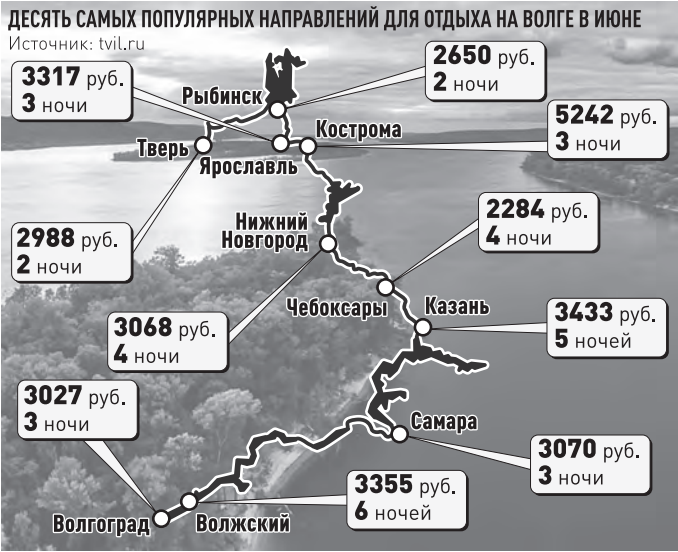 ДЕСЯТЬ САМЫХ ПОПУЛЯРНЫХ НАПРАВЛЕНИЙ ДЛЯ ОТДЫХА НА ВОЛГЕ В ИЮНЕ
Источник: tvil.ru
3317 руб.
3 ночи
2650 руб.
2 ночи
Рыбинск
5242 руб.
3 ночи
Кострома
Тверь
Ярославль
2988 руб.
2 ночи
2284 руб.
4 ночи
Нижний
Новгород
Чебоксары
Казань
3433 руб.
5 ночей
3068 руб.
4 ночи
3027 руб.
3 ночи
Самара
3070 руб.
3 ночи
3355 руб.
6 ночей
Волгоград
Волжский